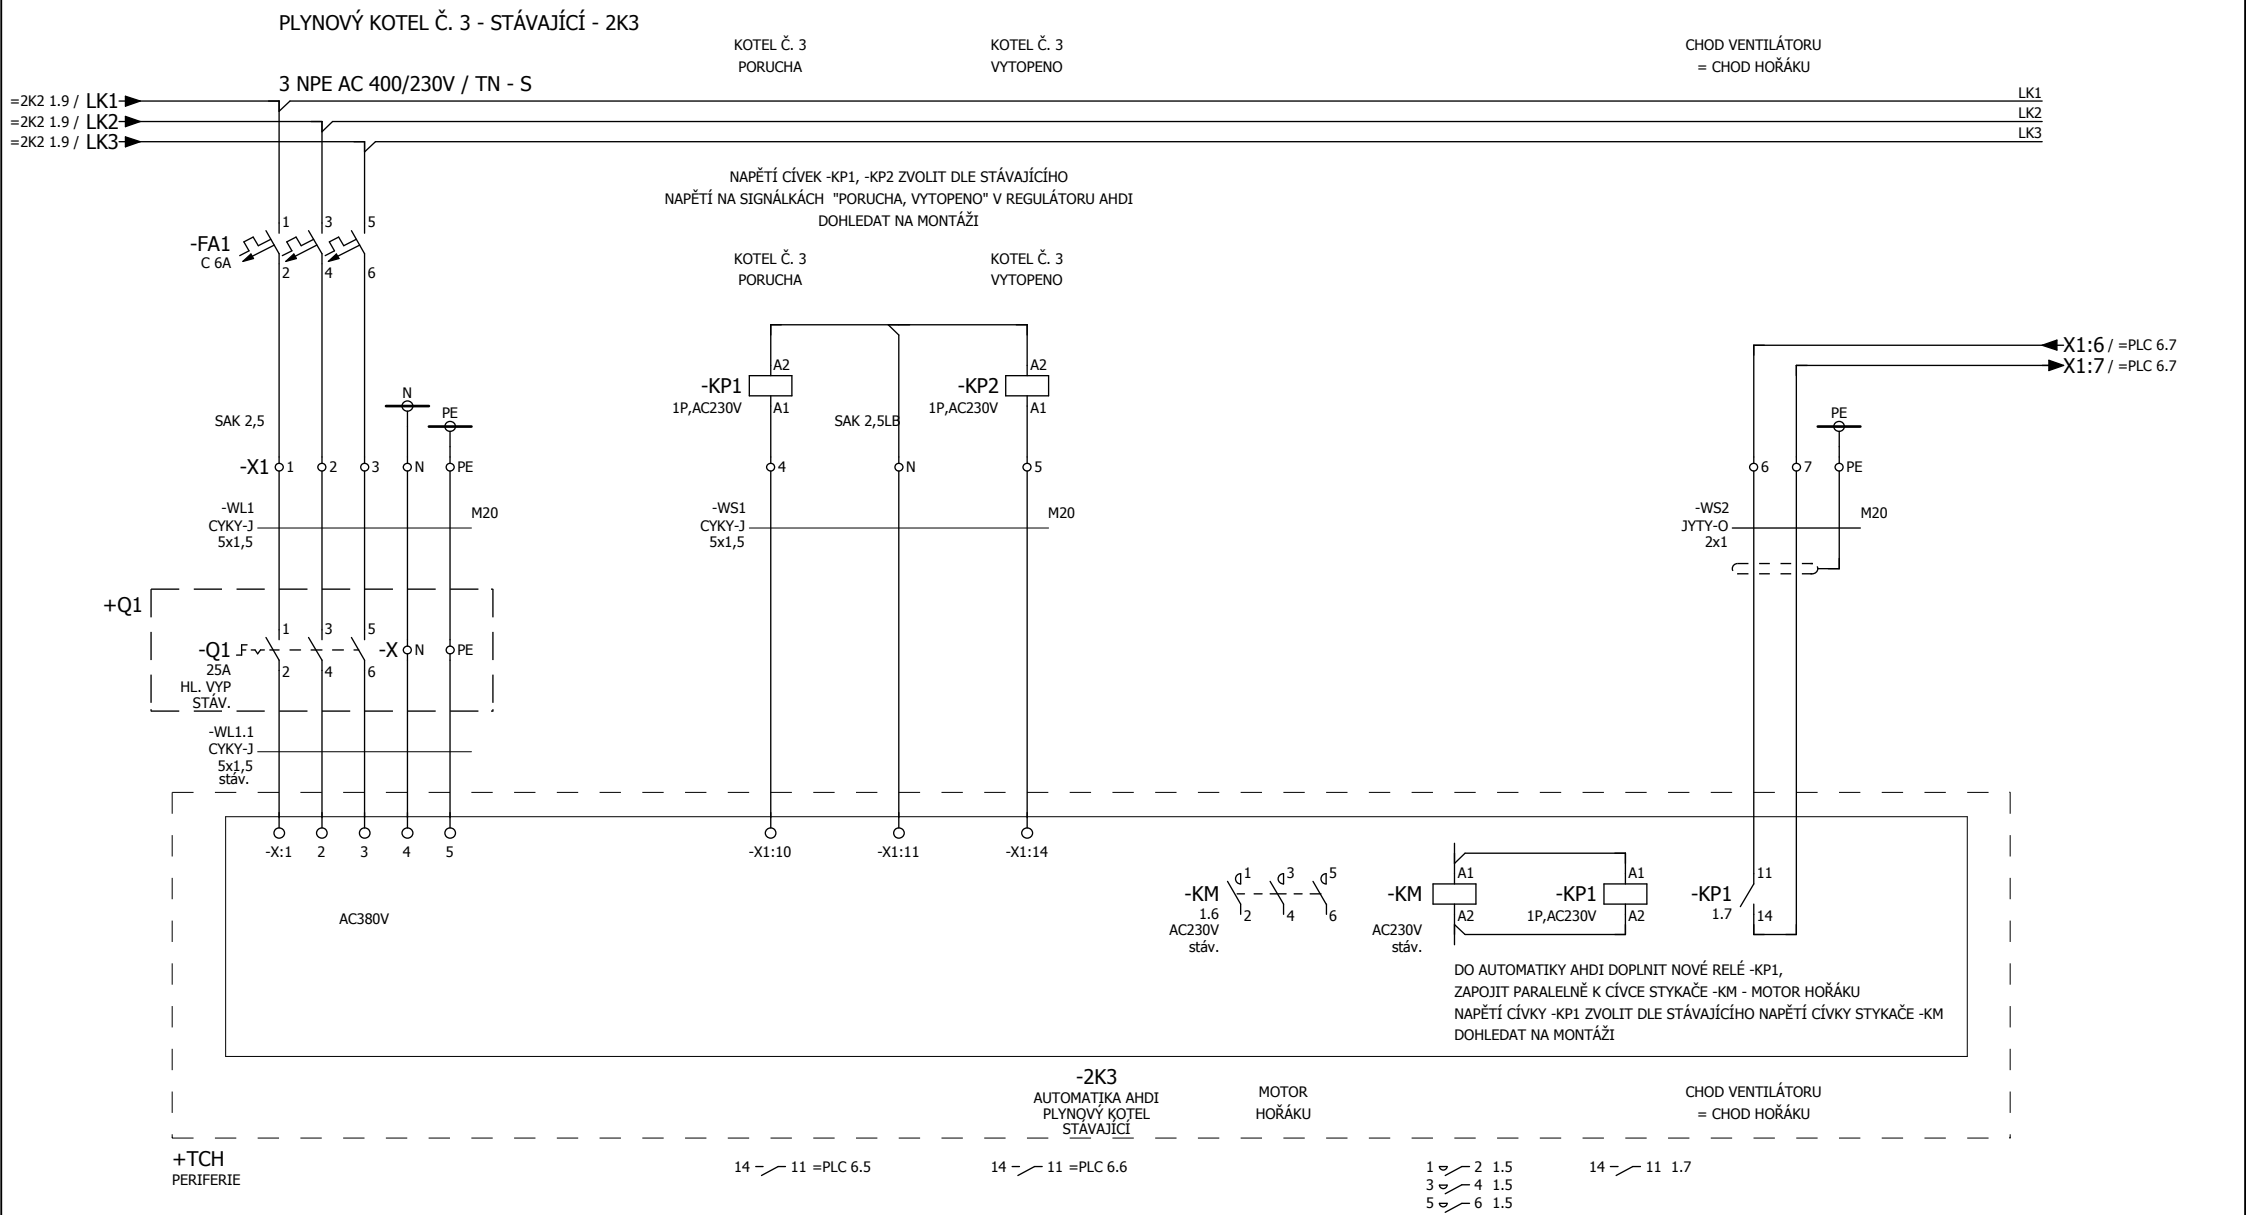 PLYNOVÝ KOTEL Č. 3 - STÁVAJÍCÍ - 2K3
KOTEL Č. 3
PORUCHA
KOTEL Č. 3
VYTOPENO
CHOD VENTILÁTORU
= CHOD HOŘÁKU
3 NPE AC 400/230V / TN - S
=2K2 1.9 / LK1
LK1
=2K2 1.9 / LK2
LK2
=2K2 1.9 / LK3
LK3
NAPĚTÍ CÍVEK -KP1, -KP2 ZVOLIT DLE STÁVAJÍCÍHO
NAPĚTÍ NA SIGNÁLKÁCH "PORUCHA, VYTOPENO" V REGULÁTORU AHDI
DOHLEDAT NA MONTÁŽI
1 3 5
-FA1
C 6A
2 4 6
KOTEL Č. 3
PORUCHA
KOTEL Č. 3
VYTOPENO
X1:6 / =PLC 6.7
X1:7 / =PLC 6.7
A2
-KP1
1P,AC230V
A1
A2
-KP2
1P,AC230V
A1
N
PE
PE
SAK 2,5
SAK 2,5LB
-X1 1 2 3 N PE
4 N 5
6 7 PE
-WL1
CYKY-J
5x1,5
M20
-WS1
CYKY-J
5x1,5
M20
-WS2
JYTY-O
2x1
M20
+Q1
1 3 5
-Q1
25A
HL. VYP
STÁV.
2 4 6
-X N PE
-WL1.1
CYKY-J
5x1,5
stáv.
-X:1 2 3 4 5
-X1:10 -X1:11 -X1:14
AC380V
1 3 5
-KM
1.6
AC230V
stáv.
2 4 6
A1
-KM
A2
AC230V
stáv.
A1
-KP1
1P,AC230V
A2
11
-KP1
1.7
14
DO AUTOMATIKY AHDI DOPLNIT NOVÉ RELÉ -KP1,
ZAPOJIT PARALELNĚ K CÍVCE STYKAČE -KM - MOTOR HOŘÁKU
NAPĚTÍ CÍVKY -KP1 ZVOLIT DLE STÁVAJÍCÍHO NAPĚTÍ CÍVKY STYKAČE -KM
DOHLEDAT NA MONTÁŽI
-2K3
AUTOMATIKA AHDI
PLYNOVÝ KOTEL
STÁVAJÍCÍ
MOTOR
HOŘÁKU
CHOD VENTILÁTORU
= CHOD HOŘÁKU
+TCH
PERIFERIE
14 11 =PLC 6.5
14 11 =PLC 6.6
1 2 1.5
3 4 1.5
5 6 1.5
14 11 1.7